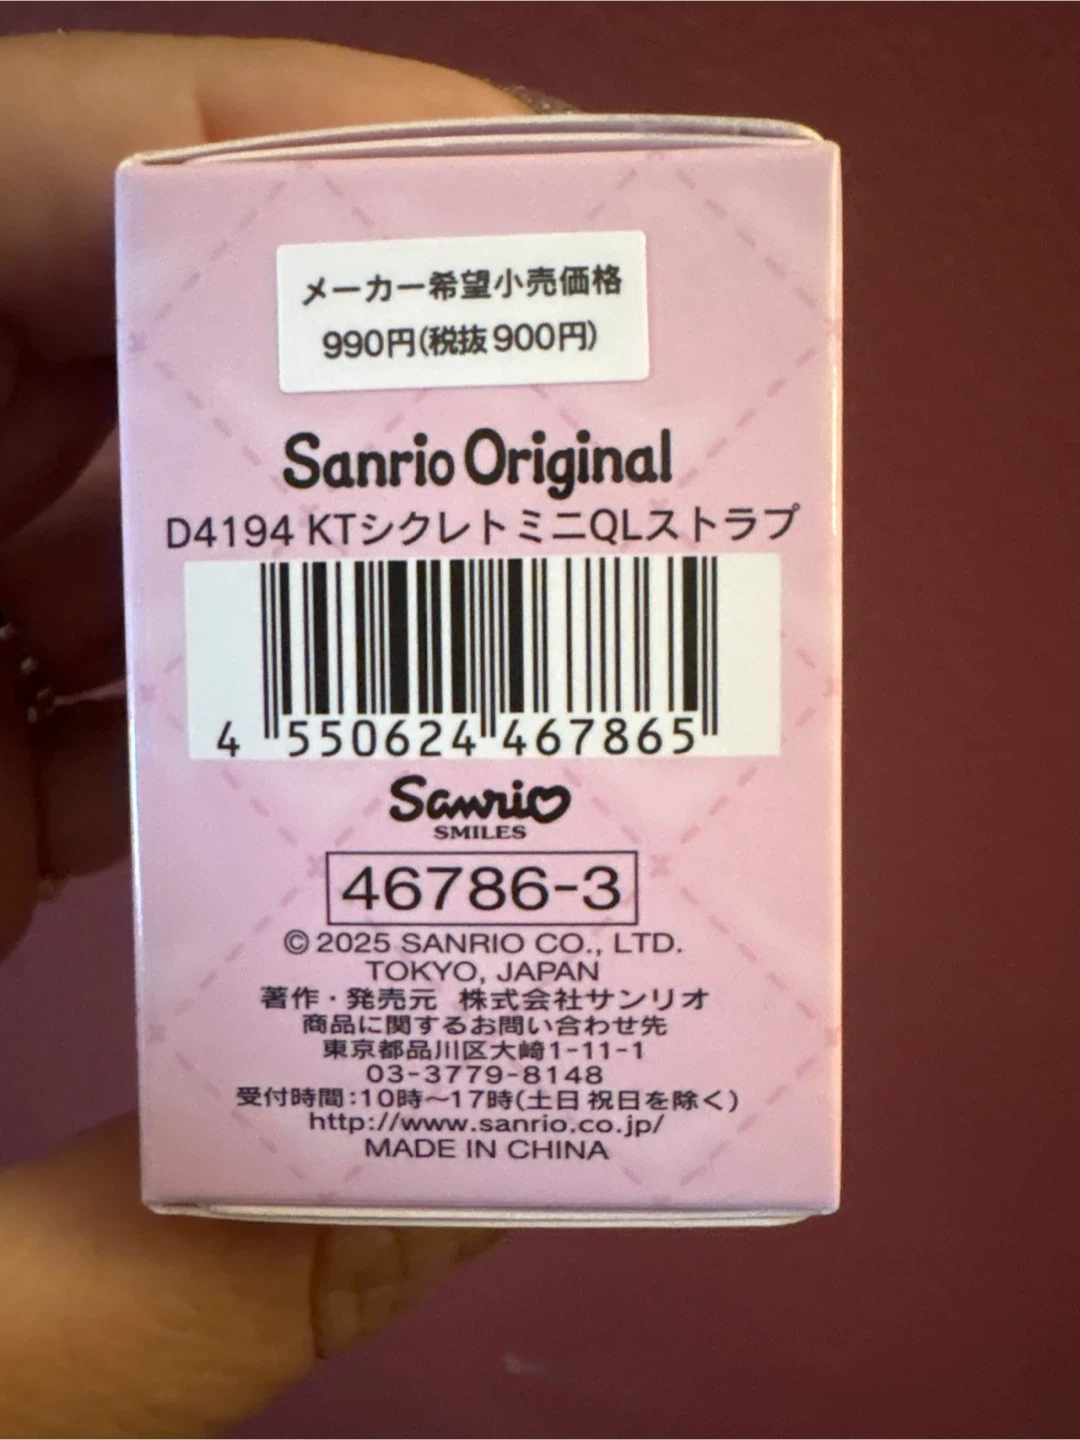 メーカー希望小売価格
990円(税抜900円)
Sanrio Original
D4194 KTシクレトミニQLストラプ
4 550624 467865
Sanrio
SMILES
46786-3
© 2025 SANRIO CO., LTD.
TOKYO, JAPAN
著作・発売元 株式会社サンリオ
商品に関するお問い合わせ先
東京都品川区大崎1-11-1
03-3779-8148
受付時間:10時〜17時(土日祝日を除く)
http://www.sanrio.co.jp/
MADE IN CHINA